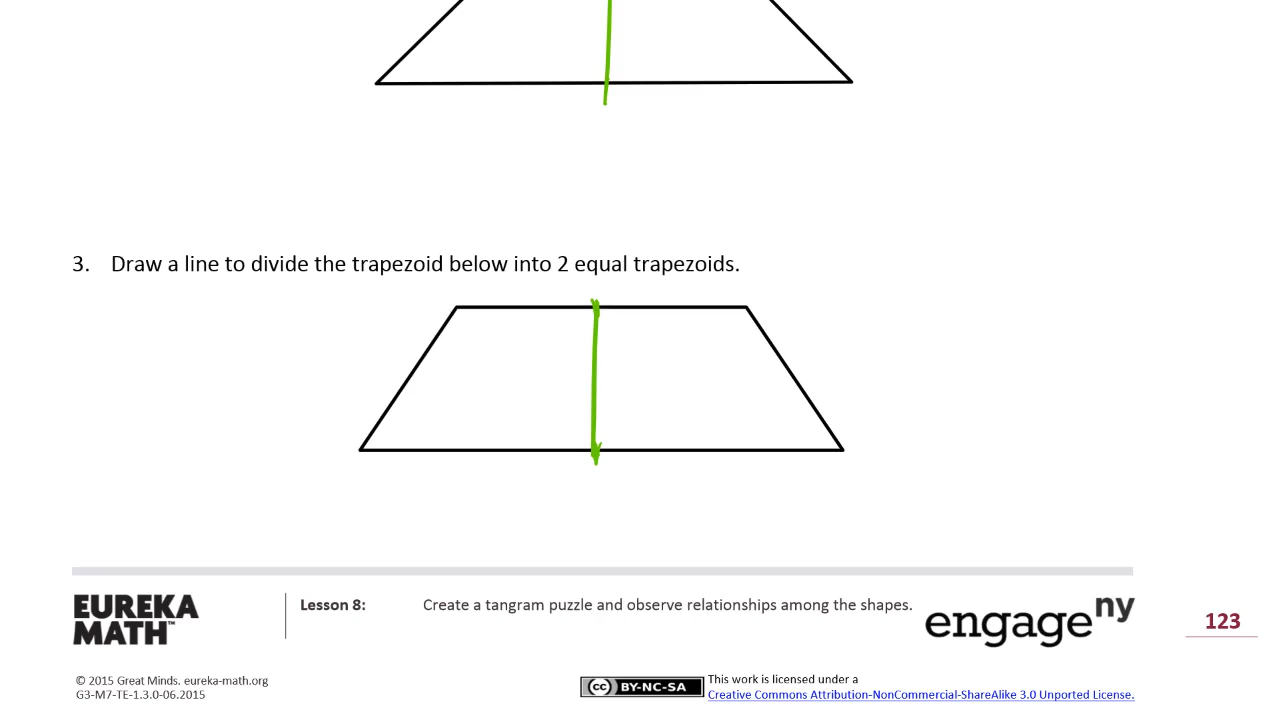 3. Draw a line to divide the trapezoid below into 2 equal trapezoids.
EUREKA
MATH™
Lesson 8: Create a tangram puzzle and observe relationships among the shapes.
engageny
123
© 2015 Great Minds. eureka-math.org
G3-M7-TE-1.3.0-06.2015
cc BY-NC-SA
This work is licensed under a
Creative Commons Attribution-NonCommercial-ShareAlike 3.0 Unported License.